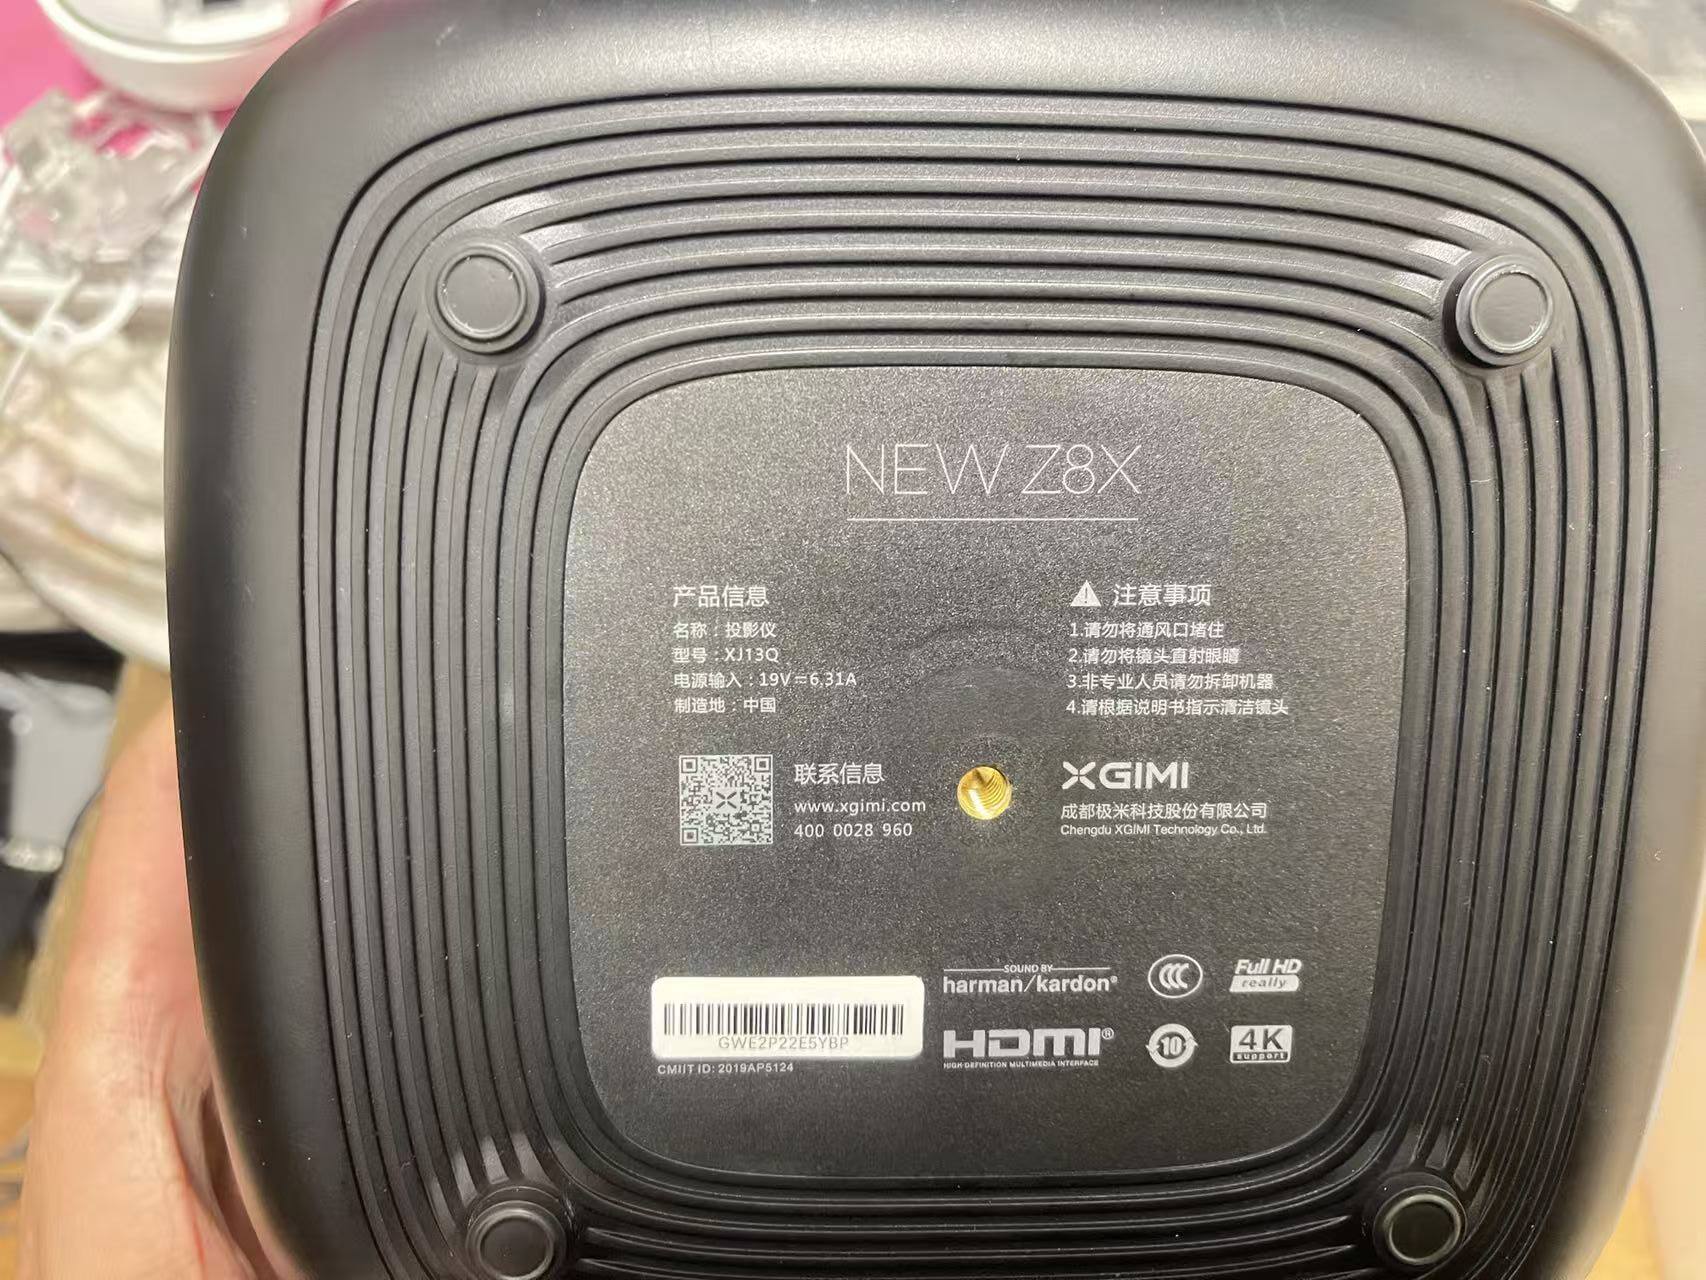 NEW Z8X
产品信息
名称：投影仪
型号：XJ13Q
电源输入：19V⎓6.31A
制造地：中国
注意事项
1.请勿将通风口堵住
2.请勿将镜头直射眼睛
3.非专业人员请勿拆卸机器
4.请根据说明书指示清洁镜头
联系信息
www.xgimi.com
400 0028 960
XGIMI
成都极米科技股份有限公司
Chengdu XGIMI Technology Co., Ltd.
GWE2P22E5YBP
CMIIT ID: 2019AP5124
SOUND BY
harman/kardon®
CCC
Full HD
really
HDMI®
HIGH-DEFINITION MULTIMEDIA INTERFACE
10
4K
support